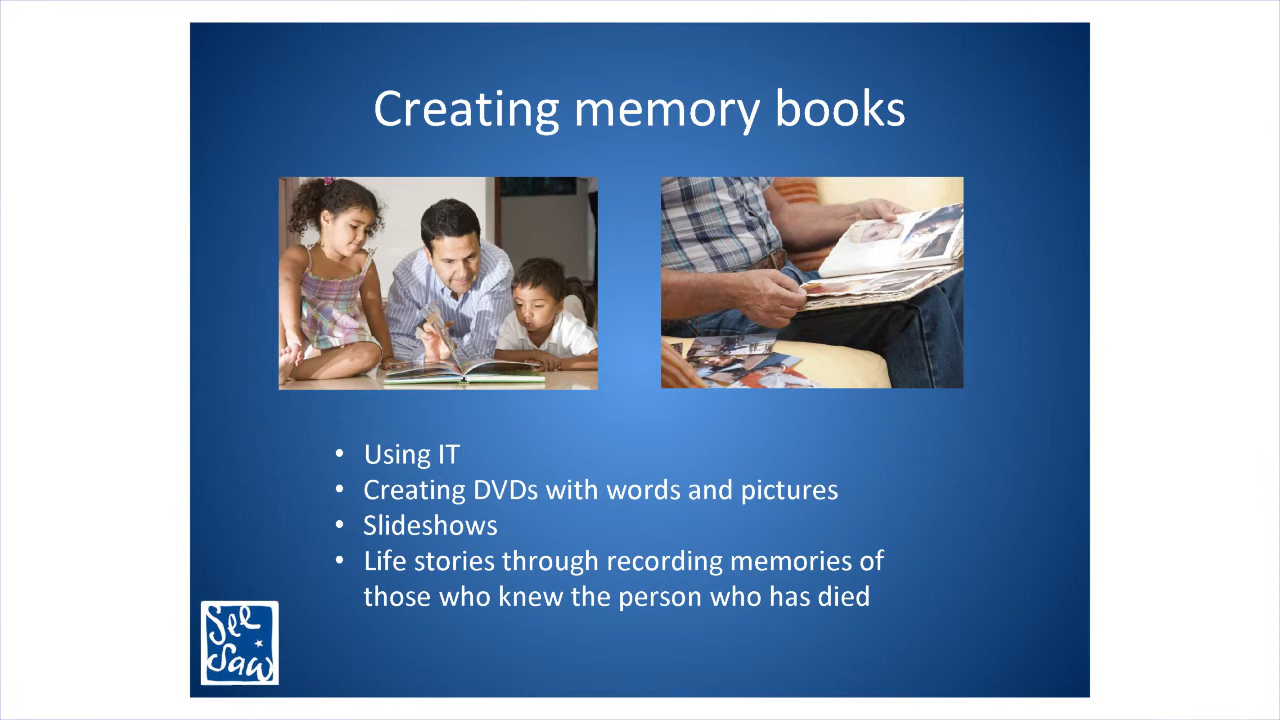 Creating memory books
• Using IT
• Creating DVDs with words and pictures
• Slideshows
• Life stories through recording memories of
those who knew the person who has died
See
Saw